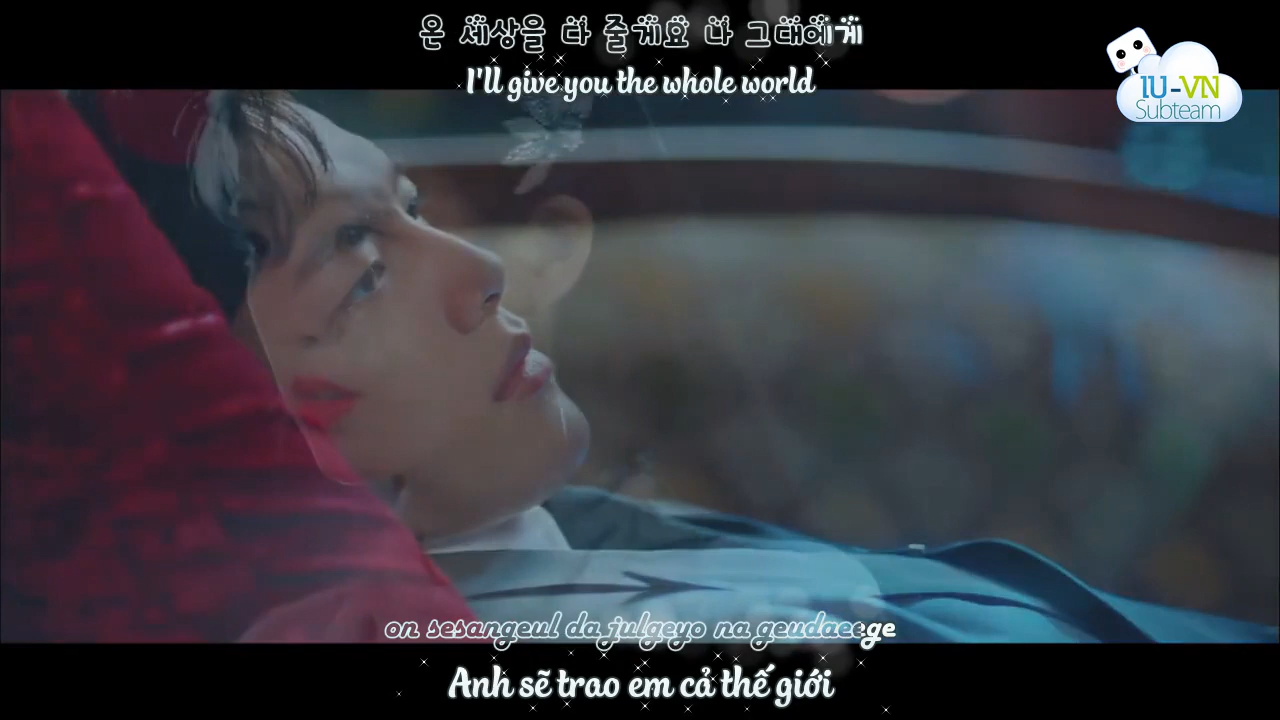 온 세상을 다 줄게요 나 그대에게
I'll give you the whole world
IU-VN
Subteam
on sesangeul da julgeyo na geudaeege
Anh sẽ trao em cả thế giới